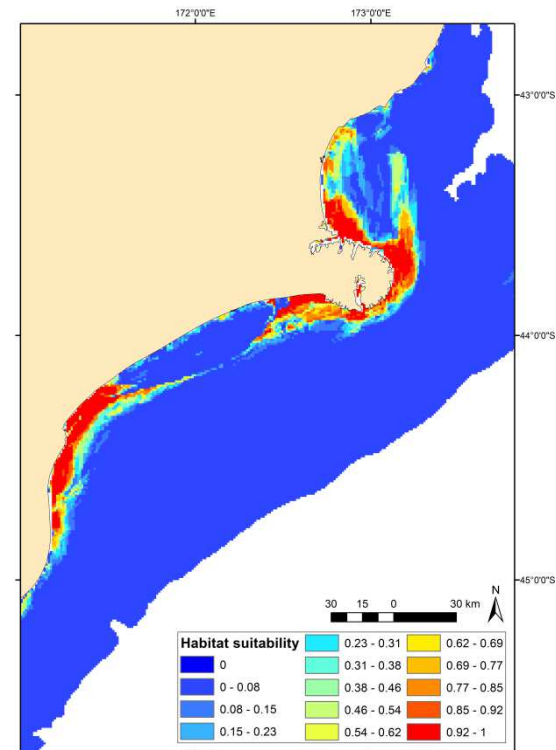 172°0'0"E 173°0'0"E
43°0'0"S
44°0'0"S
45°0'0"S
N
30 15 0 30 km
Habitat suitability
0
0 - 0.08
0.08 - 0.15
0.15 - 0.23
0.23 - 0.31
0.31 - 0.38
0.38 - 0.46
0.46 - 0.54
0.54 - 0.62
0.62 - 0.69
0.69 - 0.77
0.77 - 0.85
0.85 - 0.92
0.92 - 1